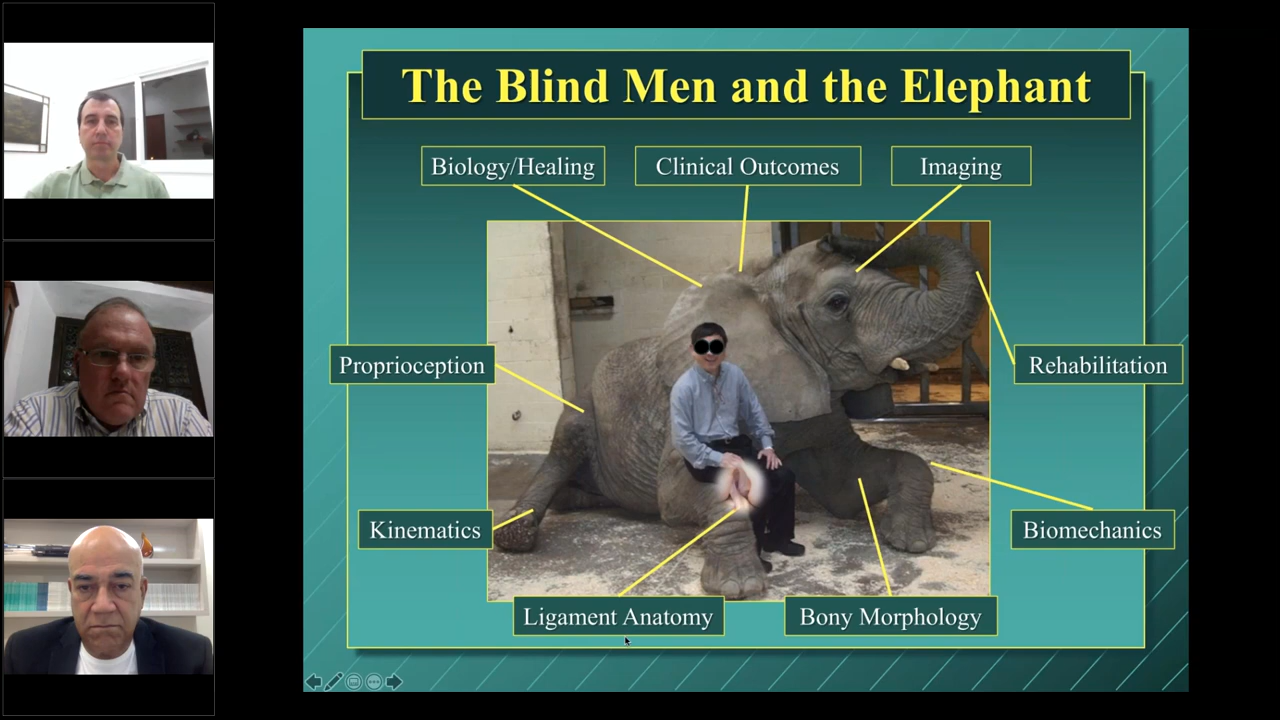 The Blind Men and the Elephant
Biology/Healing
Clinical Outcomes
Imaging
Proprioception
Rehabilitation
Kinematics
Biomechanics
Ligament Anatomy
Bony Morphology